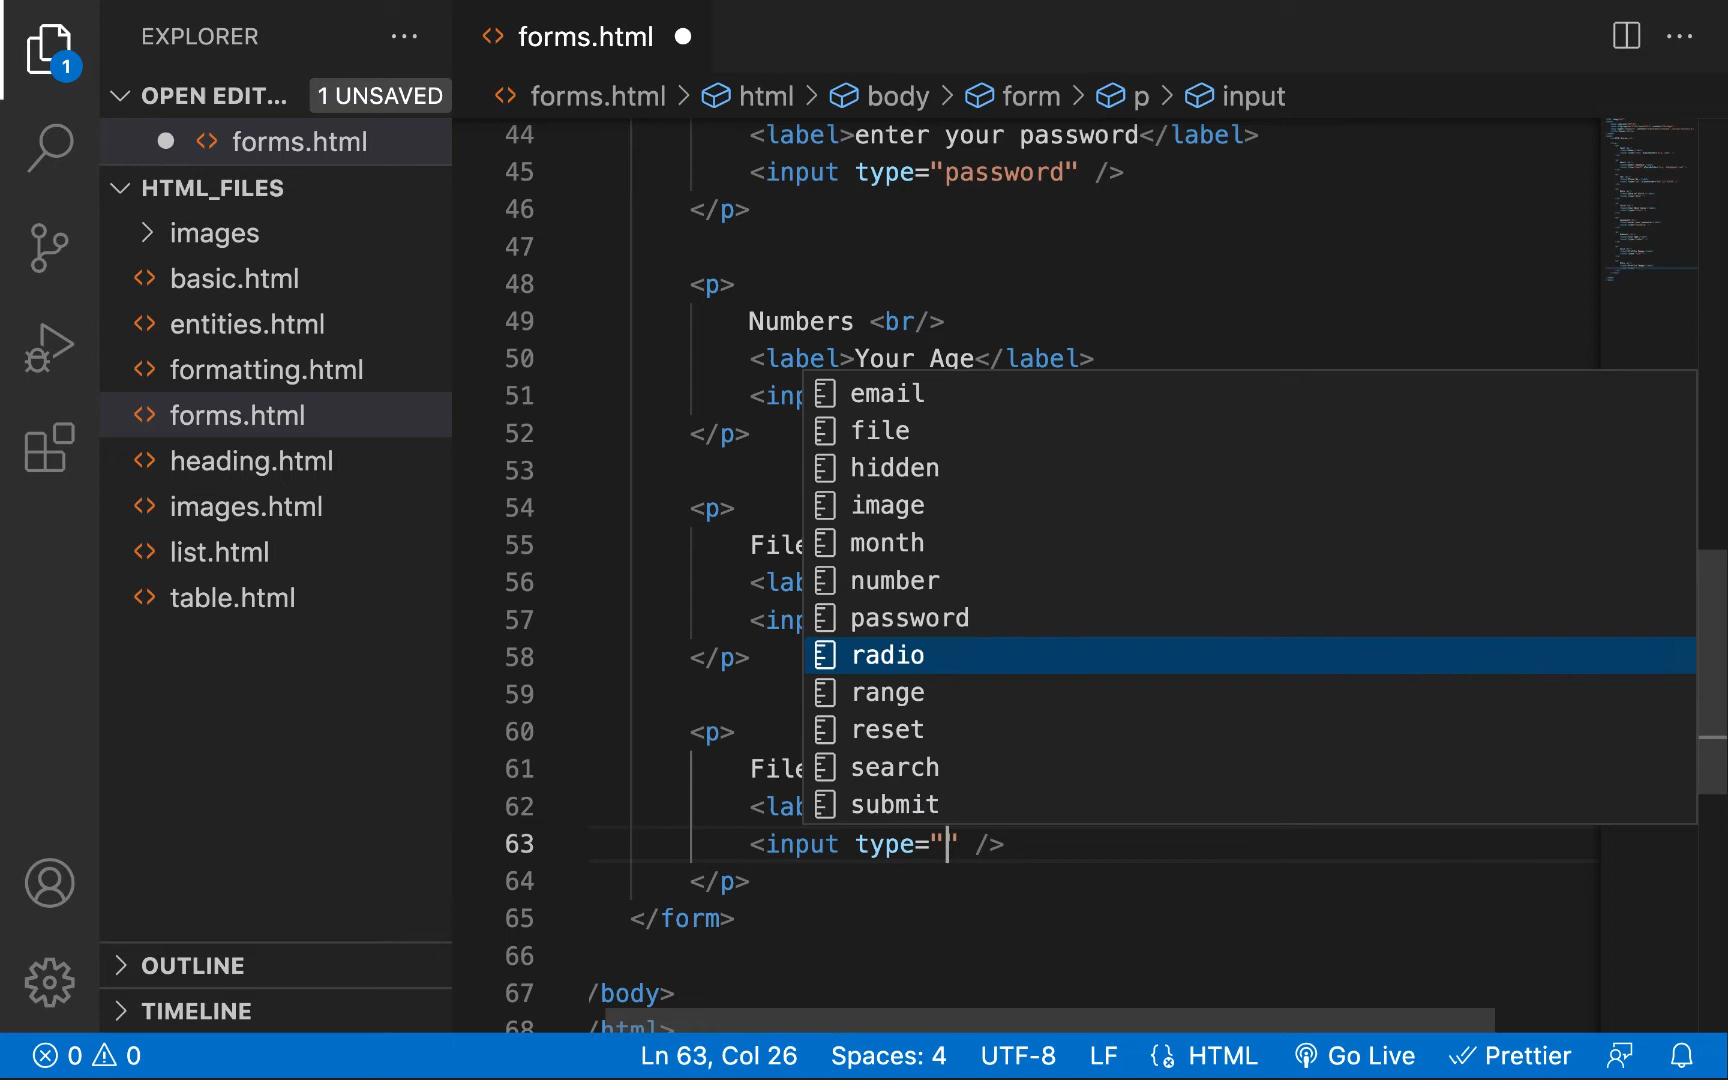 EXPLORER ...
forms.html
1
OPEN EDIT... 1 UNSAVED
forms.html > html > body > form > p > input
forms.html
HTML_FILES
images
basic.html
entities.html
formatting.html
forms.html
heading.html
images.html
list.html
table.html
OUTLINE
TIMELINE
44 <label>enter your password</label>
45 <input type="password" />
46 </p>
47
48 <p>
49 Numbers <br/>
50 <label>Your Age</label>
51 <inp
52 </p>
53
54 <p>
55 File
56 <lab
57 <inp
58 </p>
59
60 <p>
61 File
62 <lab
63 <input type="" />
64 </p>
65 </form>
66
67 /body>
68 /html>
email
file
hidden
image
month
number
password
radio
range
reset
search
submit
0 0 Ln 63, Col 26 Spaces: 4 UTF-8 LF HTML Go Live Prettier